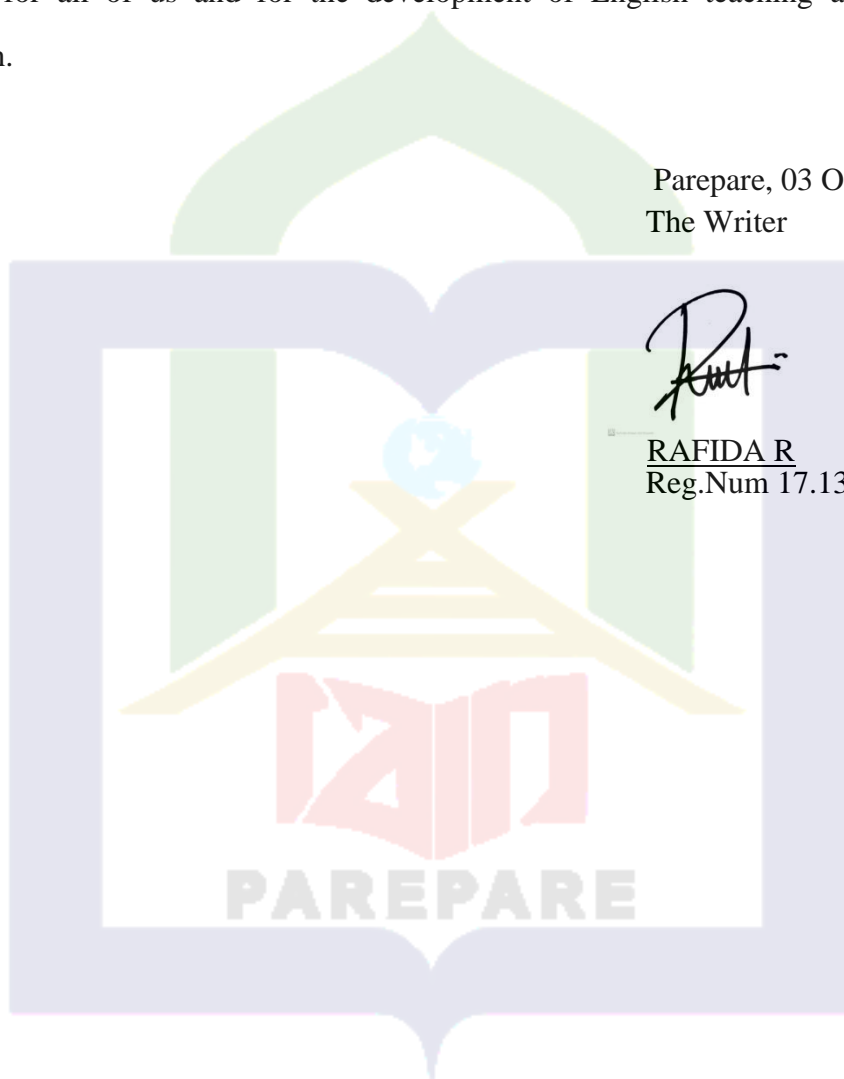 for all of us and for the development of English teaching a
n.
Parepare, 03 O
The Writer
RAFIDA R
Reg.Num 17.13
iain
PAREPARE